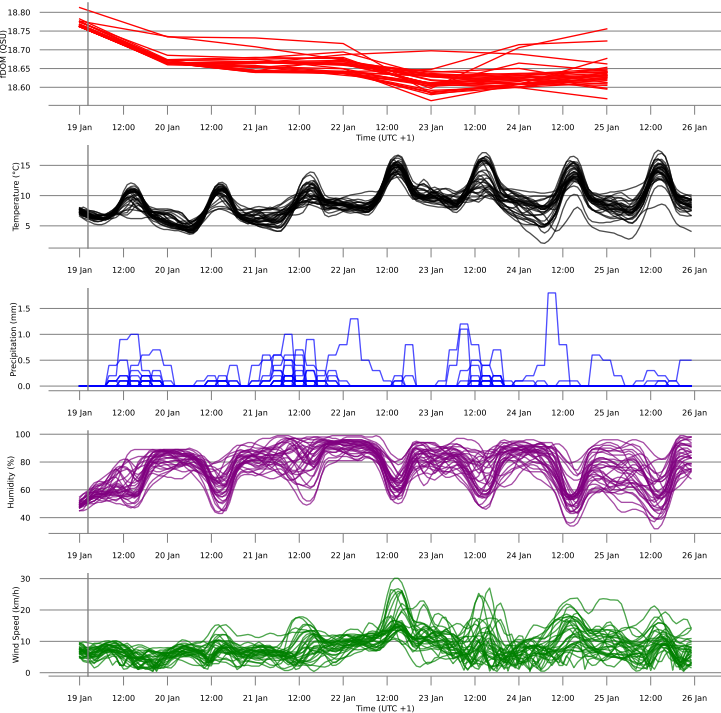 18.80
18.75
18.70
18.65
18.60
fDOM (QSU)
19 Jan 12:00 20 Jan 12:00 21 Jan 12:00 22 Jan 12:00 23 Jan 12:00 24 Jan 12:00 25 Jan 12:00 26 Jan
Time (UTC +1)
15
10
5
Temperature (°C)
19 Jan 12:00 20 Jan 12:00 21 Jan 12:00 22 Jan 12:00 23 Jan 12:00 24 Jan 12:00 25 Jan 12:00 26 Jan
1.5
1.0
0.5
0.0
Precipitation (mm)
19 Jan 12:00 20 Jan 12:00 21 Jan 12:00 22 Jan 12:00 23 Jan 12:00 24 Jan 12:00 25 Jan 12:00 26 Jan
100
80
60
40
Humidity (%)
19 Jan 12:00 20 Jan 12:00 21 Jan 12:00 22 Jan 12:00 23 Jan 12:00 24 Jan 12:00 25 Jan 12:00 26 Jan
30
20
10
0
Wind Speed (km/h)
19 Jan 12:00 20 Jan 12:00 21 Jan 12:00 22 Jan 12:00 23 Jan 12:00 24 Jan 12:00 25 Jan 12:00 26 Jan
Time (UTC +1)